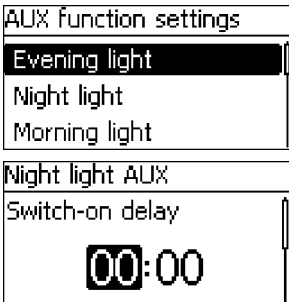 AUX function settings
Evening light
Night light
Morning light
Night light AUX
Switch-on delay
00:00